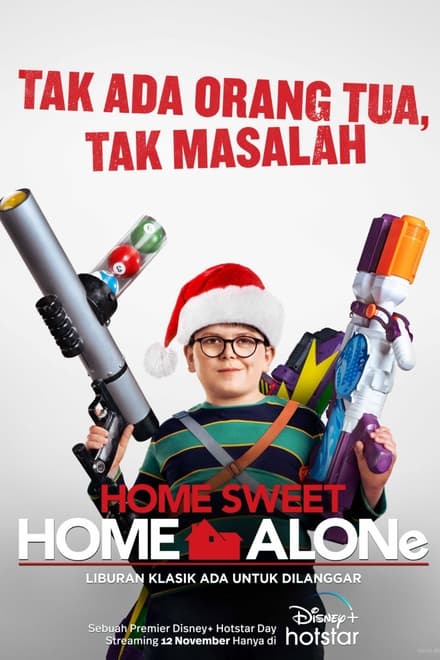 TAK ADA ORANG TUA,
TAK MASALAH
HOME SWEET
HOME ALONe
LIBURAN KLASIK ADA UNTUK DILANGGAR
Sebuah Premier Disney+ Hotstar Day
Streaming 12 November Hanya di
Disney+
hotstar